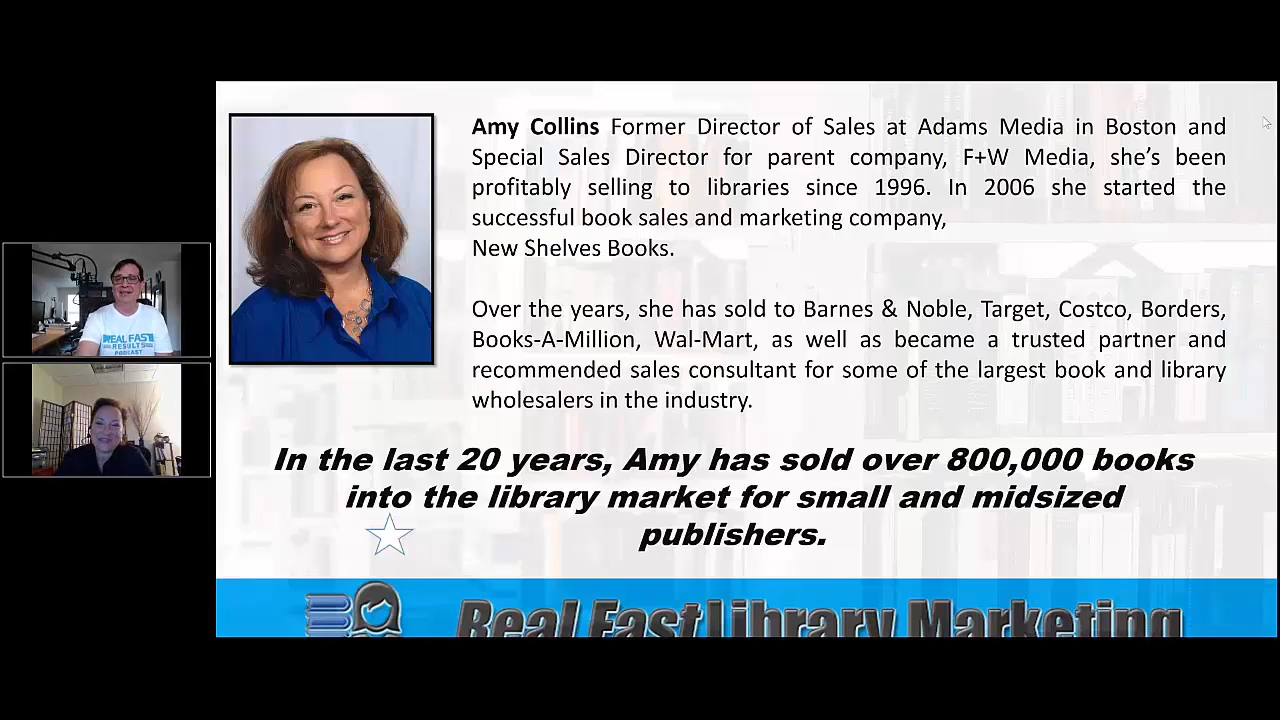 Amy Collins Former Director of Sales at Adams Media in Boston and
Special Sales Director for parent company, F+W Media, she’s been
profitably selling to libraries since 1996. In 2006 she started the
successful book sales and marketing company,
New Shelves Books.
Over the years, she has sold to Barnes & Noble, Target, Costco, Borders,
Books-A-Million, Wal-Mart, as well as became a trusted partner and
recommended sales consultant for some of the largest book and library
wholesalers in the industry.
In the last 20 years, Amy has sold over 800,000 books
into the library market for small and midsized
publishers.
Real Fast Library Marketing
REAL FAST
RESULTS
PODCAST